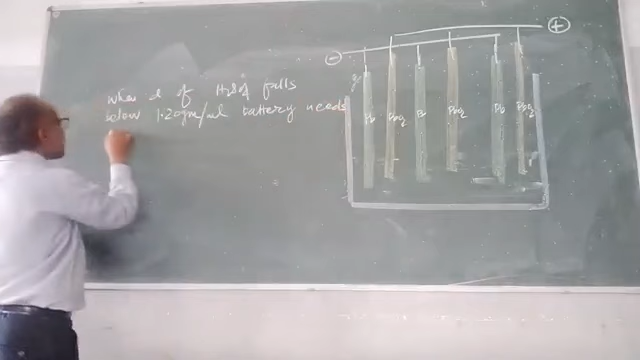 ⊖
⊕
when d of H2SO4 falls
below 1.20gm/ml battery needs
Pb PbO2 Pb PbO2 Pb PbO2